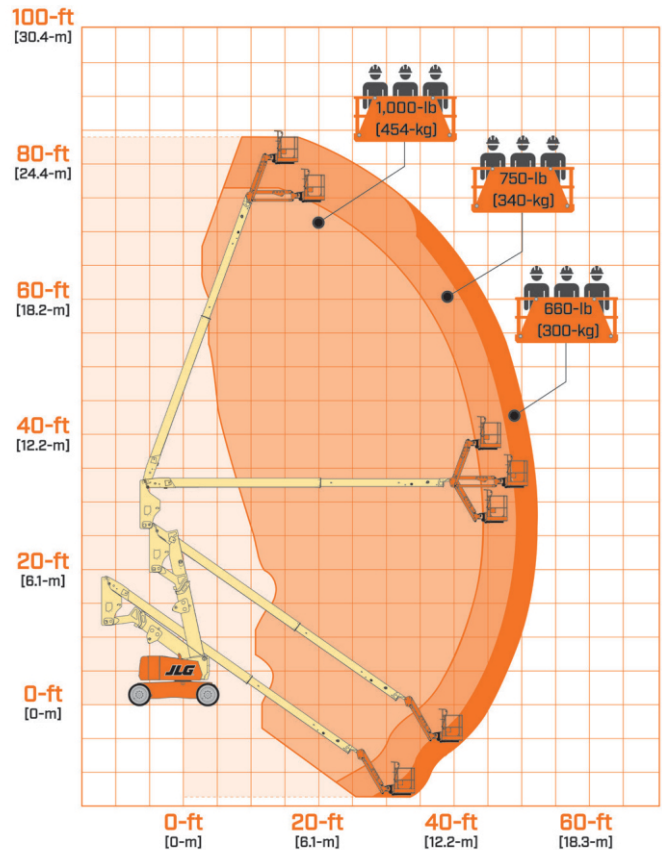 100-ft
[30.4-m]
1,000-lb
(454-kg)
80-ft
[24.4-m]
750-lb
(340-kg)
60-ft
[18.2-m]
660-lb
(300-kg)
40-ft
[12.2-m]
20-ft
[6.1-m]
JLG
0-ft
[0-m]
0-ft
[0-m]
20-ft
[6.1-m]
40-ft
[12.2-m]
60-ft
[18.3-m]